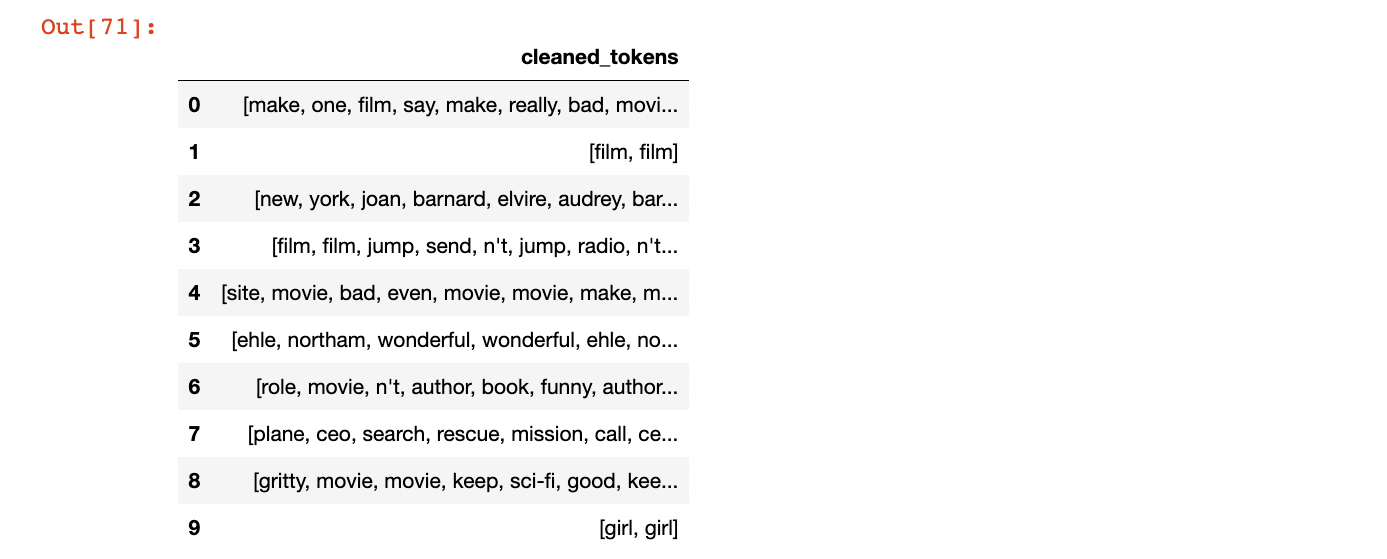 Out[71]:
cleaned_tokens
0 [make, one, film, say, make, really, bad, movi...
1 [film, film]
2 [new, york, joan, barnard, elvire, audrey, bar...
3 [film, film, jump, send, n't, jump, radio, n't...
4 [site, movie, bad, even, movie, movie, make, m...
5 [ehle, northam, wonderful, wonderful, ehle, no...
6 [role, movie, n't, author, book, funny, author...
7 [plane, ceo, search, rescue, mission, call, ce...
8 [gritty, movie, movie, keep, sci-fi, good, kee...
9 [girl, girl]